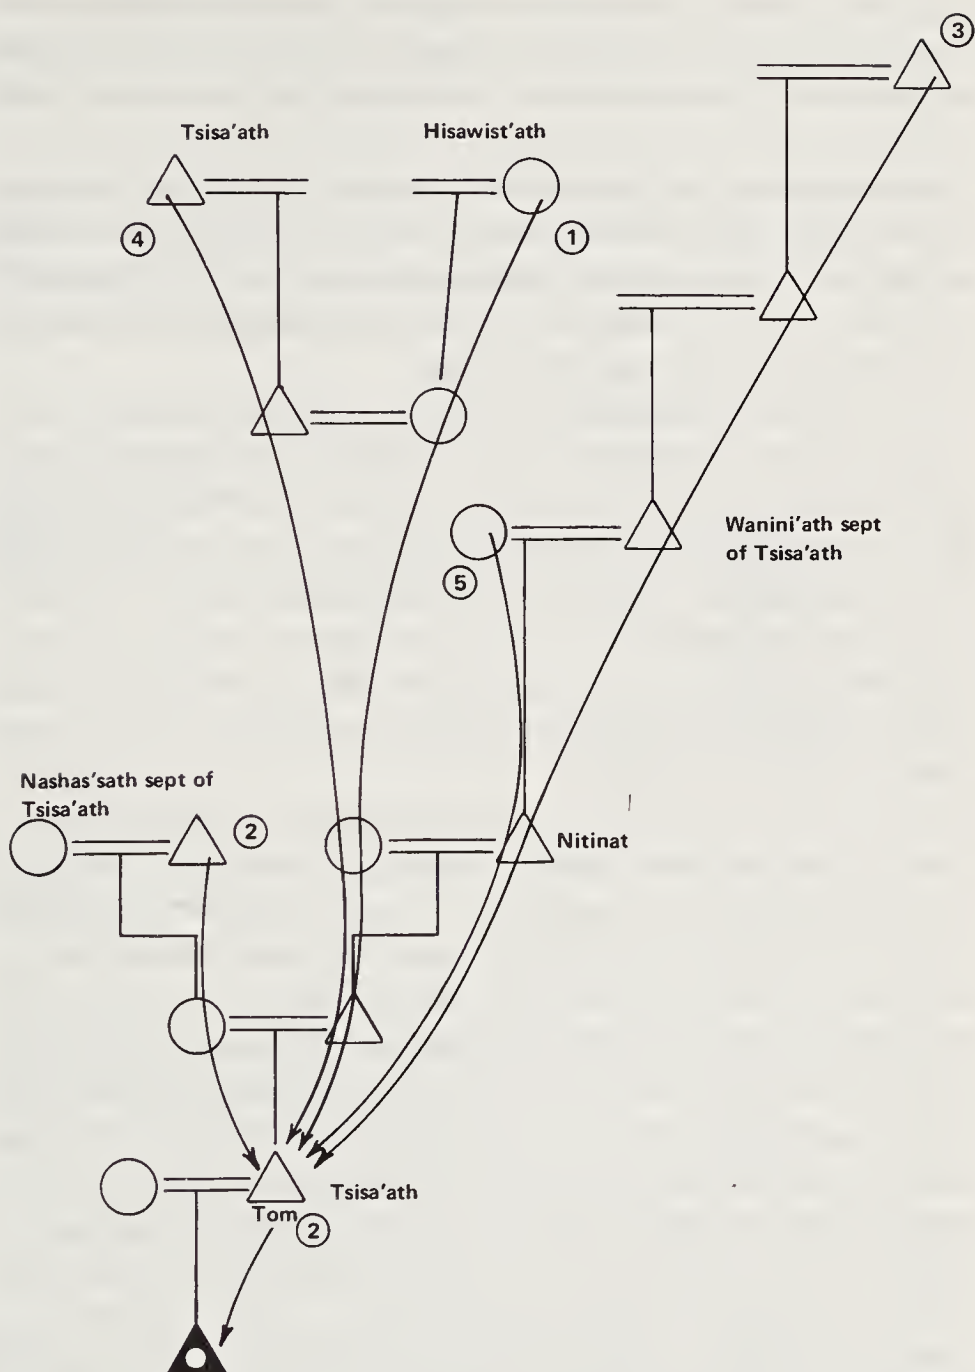 3
Tsisa'ath
Hisawist'ath
4
1
Wanini'ath sept
of Tsisa'ath
5
Nashas'sath sept of
Tsisa'ath
2
Nitinat
Tsisa'ath
Tom
2